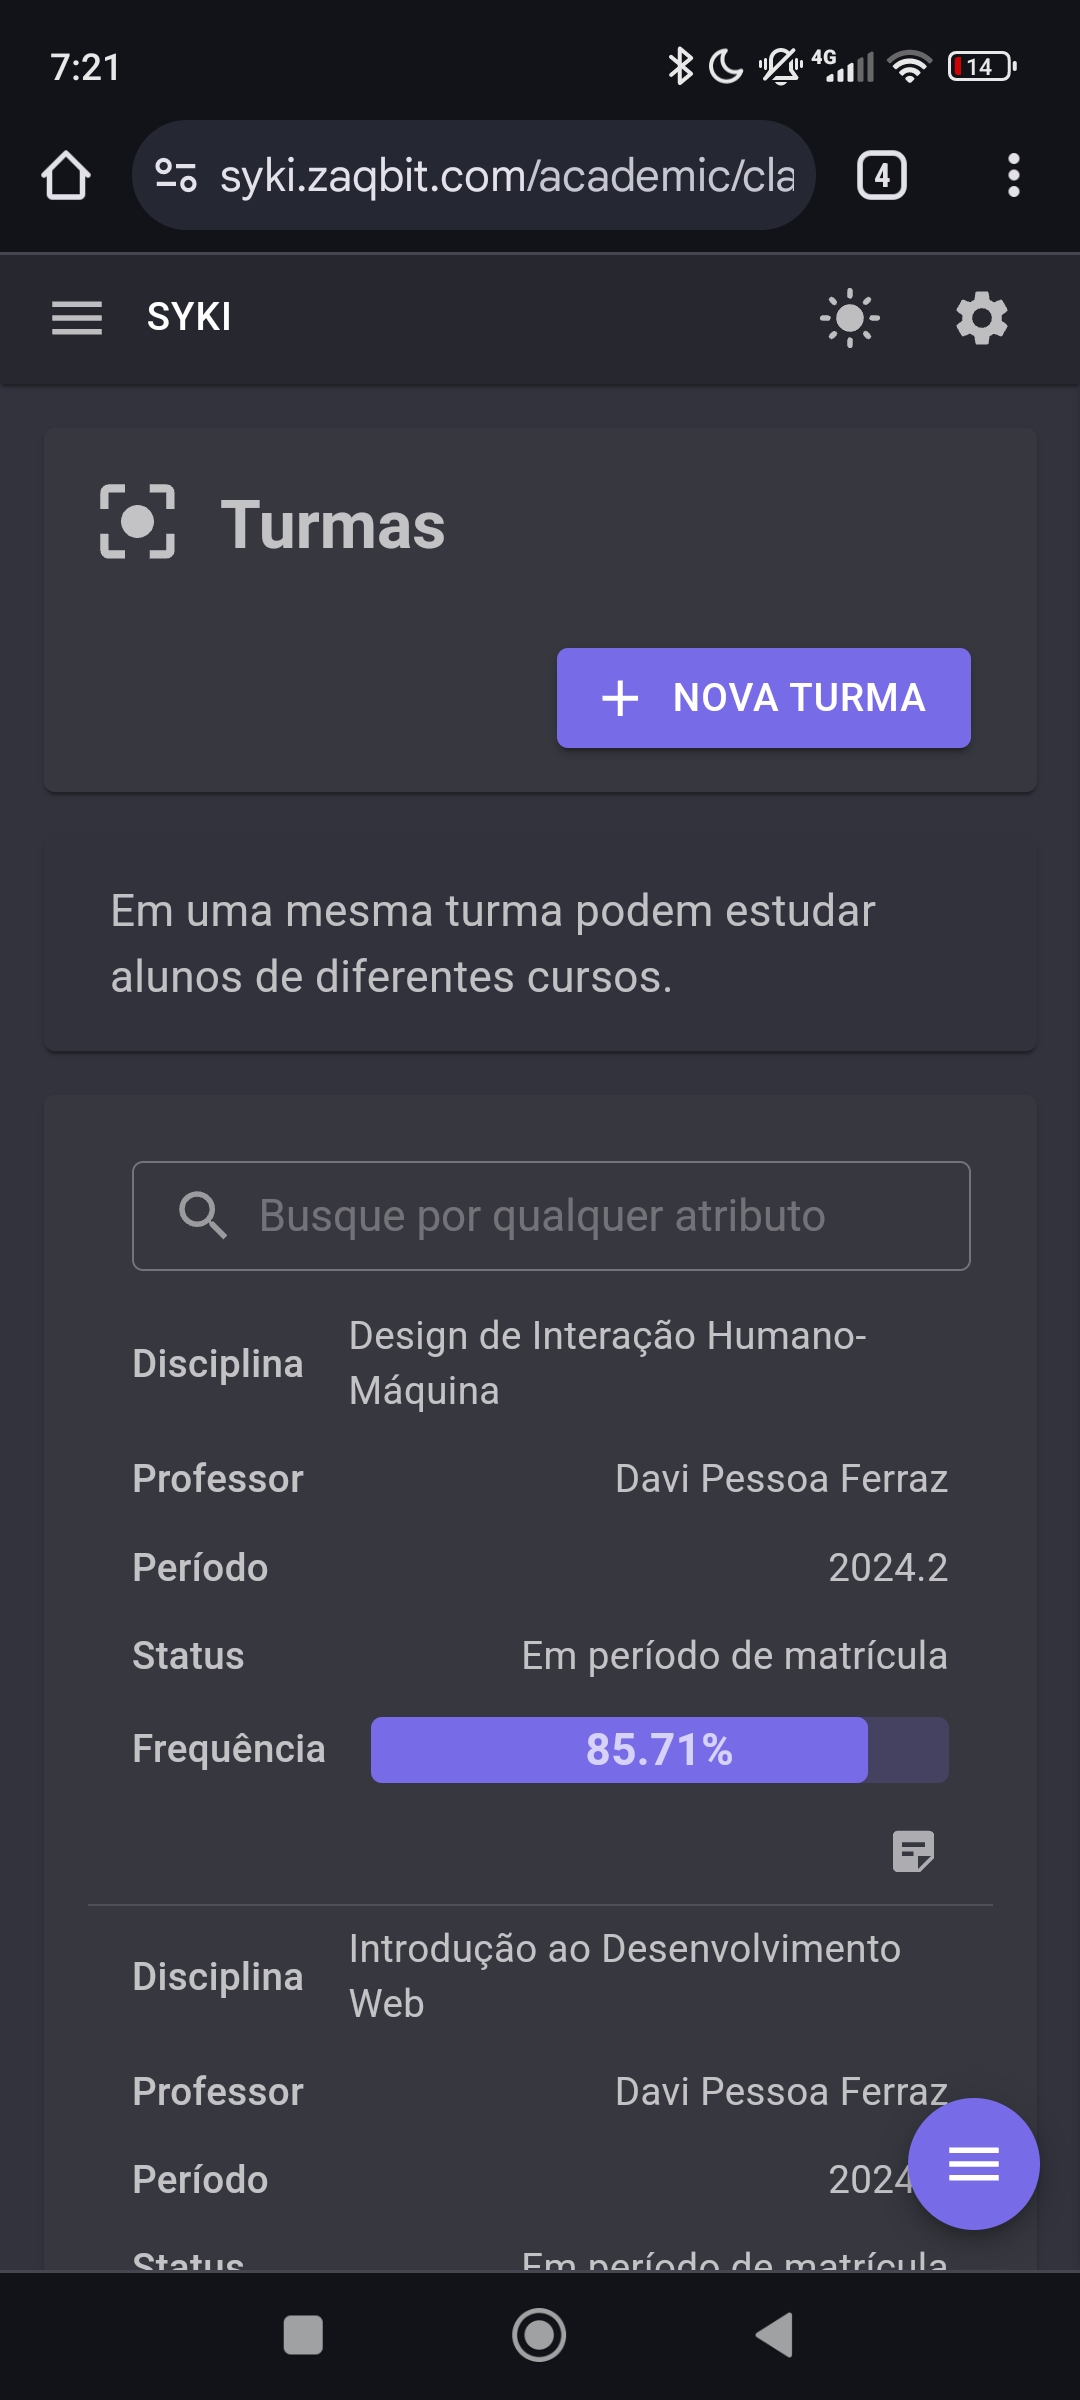 7:21
4G
14
syki.zaqbit.com/academic/cla
4
SYKI
Turmas
NOVA TURMA
Em uma mesma turma podem estudar
alunos de diferentes cursos.
Busque por qualquer atributo
Disciplina
Design de Interação Humano-
Máquina
Professor
Davi Pessoa Ferraz
Período
2024.2
Status
Em período de matrícula
Frequência
85.71%
Disciplina
Introdução ao Desenvolvimento
Web
Professor
Davi Pessoa Ferraz
Período
2024
Status
Em período de matrícula